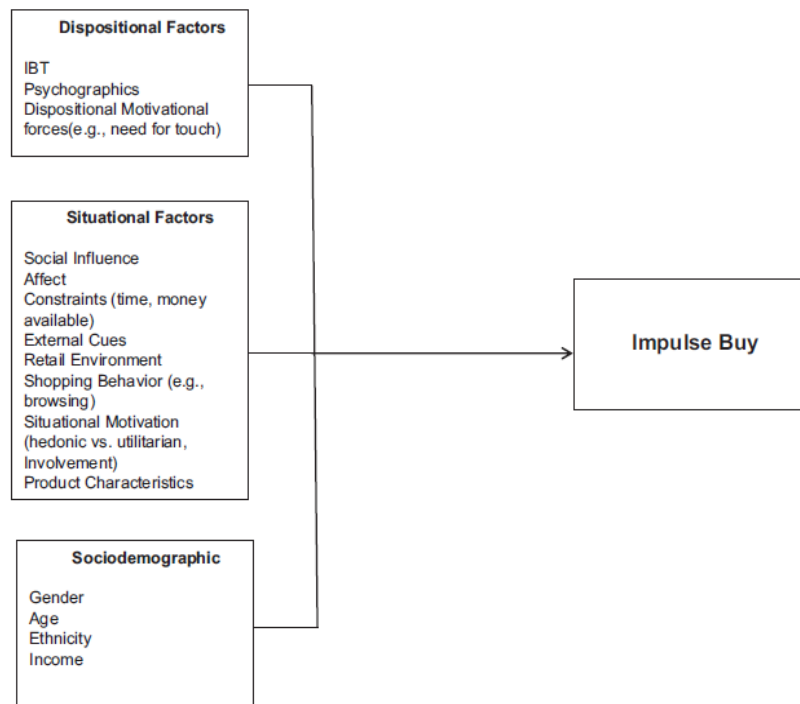 Dispositional Factors
IBT
Psychographics
Dispositional Motivational
forces(e.g., need for touch)
Situational Factors
Social Influence
Affect
Constraints (time, money
available)
External Cues
Retail Environment
Shopping Behavior (e.g.,
browsing)
Situational Motivation
(hedonic vs. utilitarian,
Involvement)
Product Characteristics
Impulse Buy
Sociodemographic
Gender
Age
Ethnicity
Income